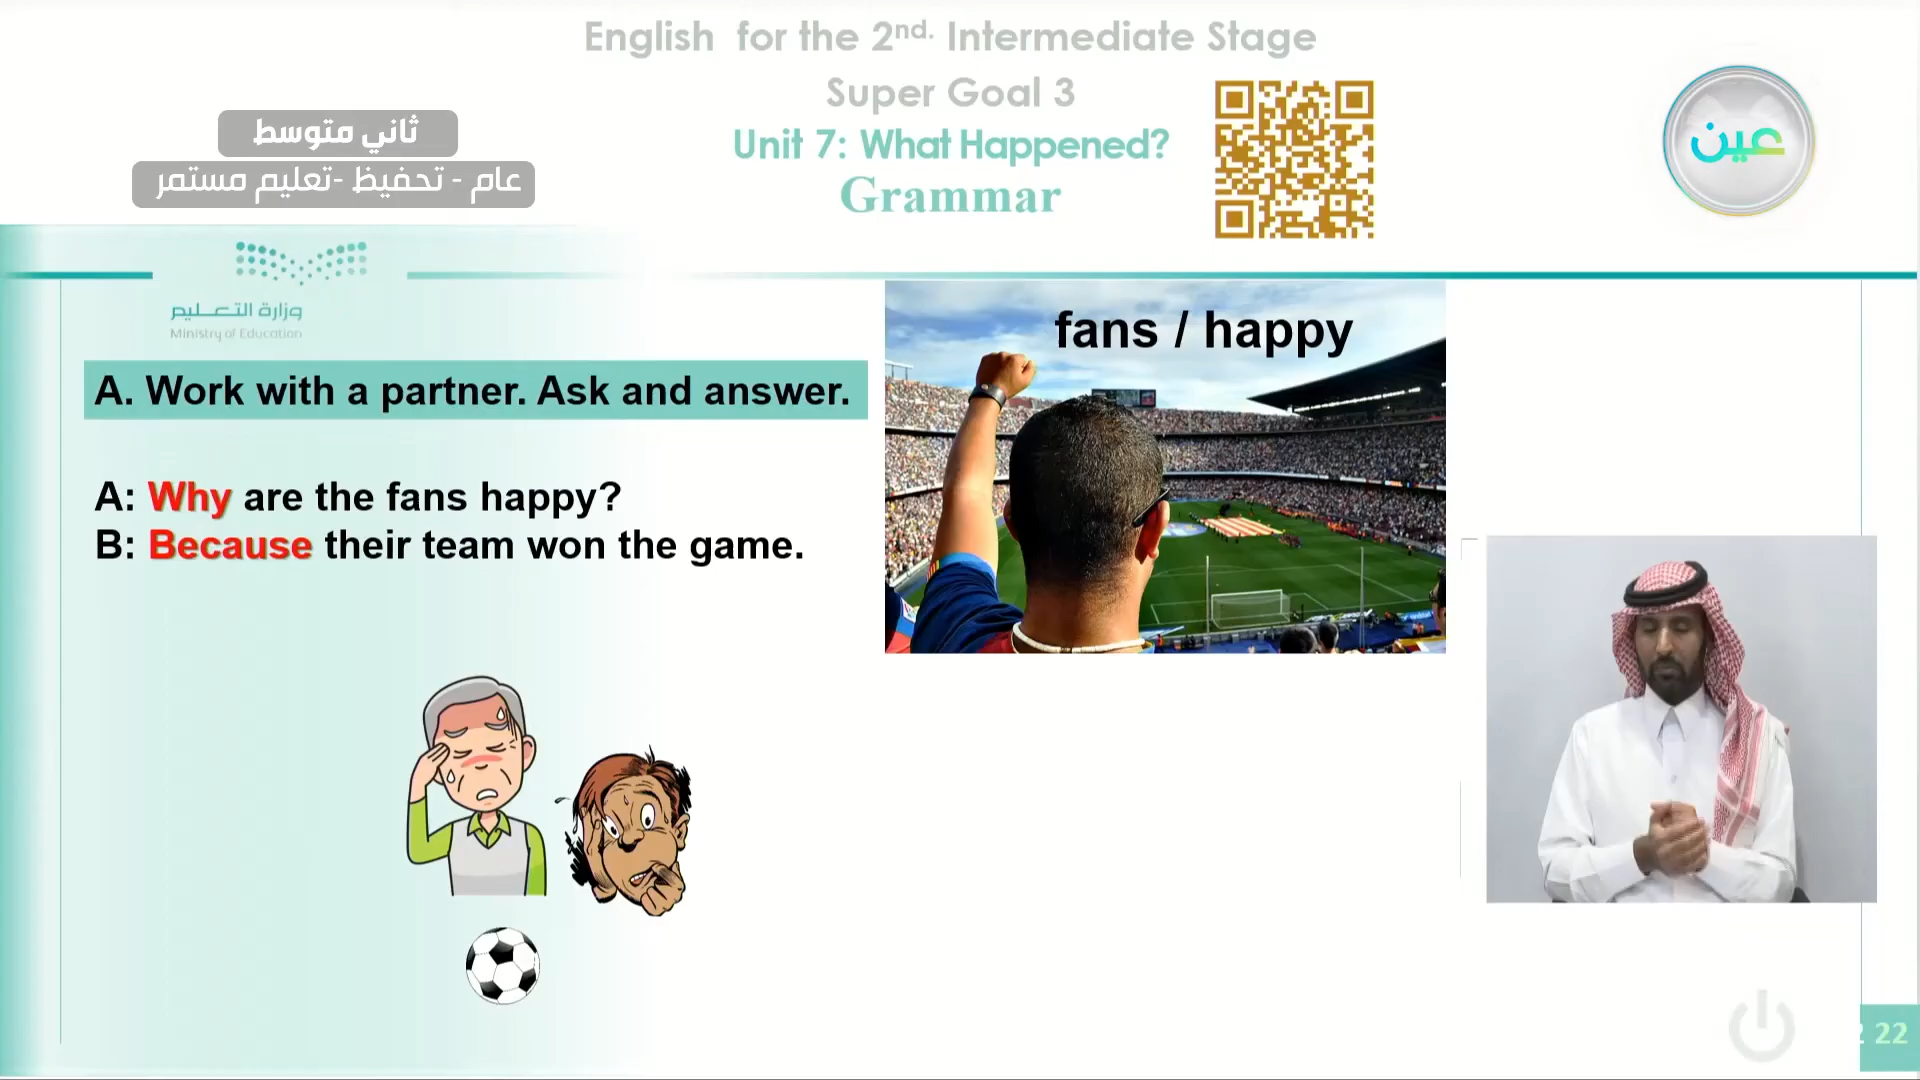 English for the 2nd. Intermediate Stage
Super Goal 3
Unit 7: What Happened?
Grammar
ثاني متوسط
عام - تحفيظ -تعليم مستمر
عين
وزارة التعليم
Ministry of Education
A. Work with a partner. Ask and answer.
A: Why are the fans happy?
B: Because their team won the game.
fans / happy
22